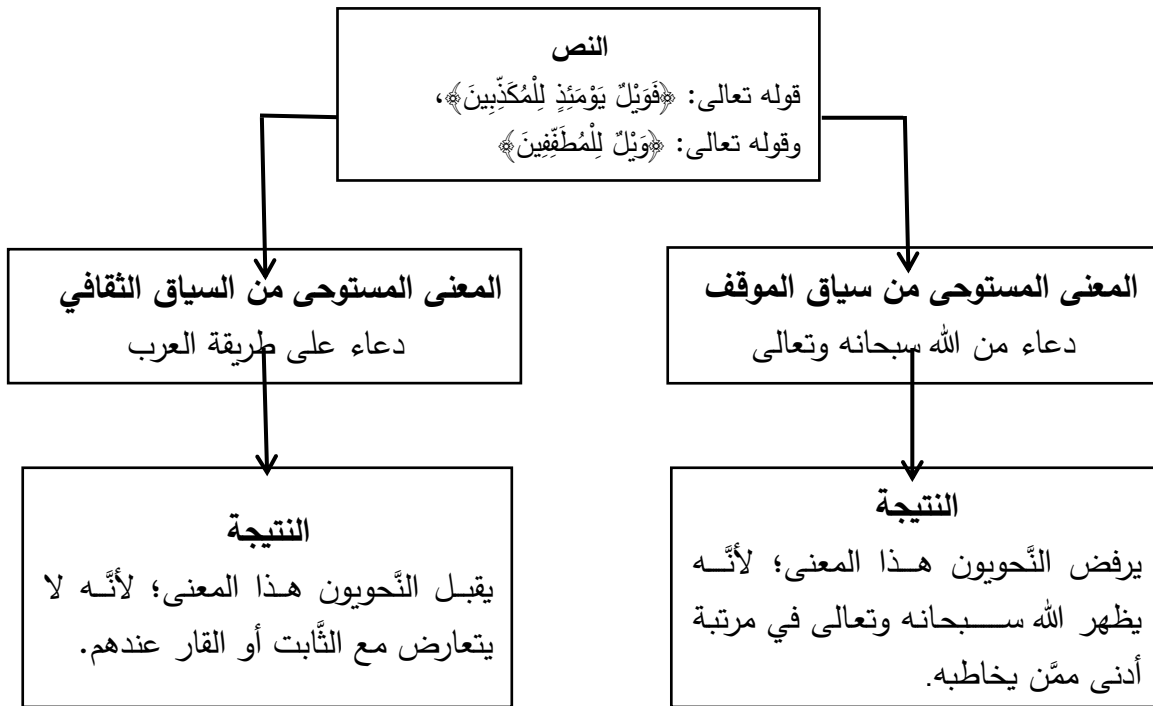 النص
قوله تعالى: ﴿فَوَيْلٌ يَوْمَئِذٍ لِلْمُكَذِّبِينَ﴾،
وقوله تعالى: ﴿وَيْلٌ لِلْمُطَفِّفِينَ﴾
المعنى المستوحى من سياق الموقف
دعاء من الله سبحانه وتعالى
المعنى المستوحى من السياق الثقافي
دعاء على طريقة العرب
النتيجة
يرفض النَّحويون هذا المعنى؛ لأنَّه
يظهر الله سبحانه وتعالى في مرتبة
أدنى ممَّن يخاطبه.
النتيجة
يقبل النَّحويون هذا المعنى؛ لأنَّه لا
يتعارض مع الثَّابت أو القار عندهم.